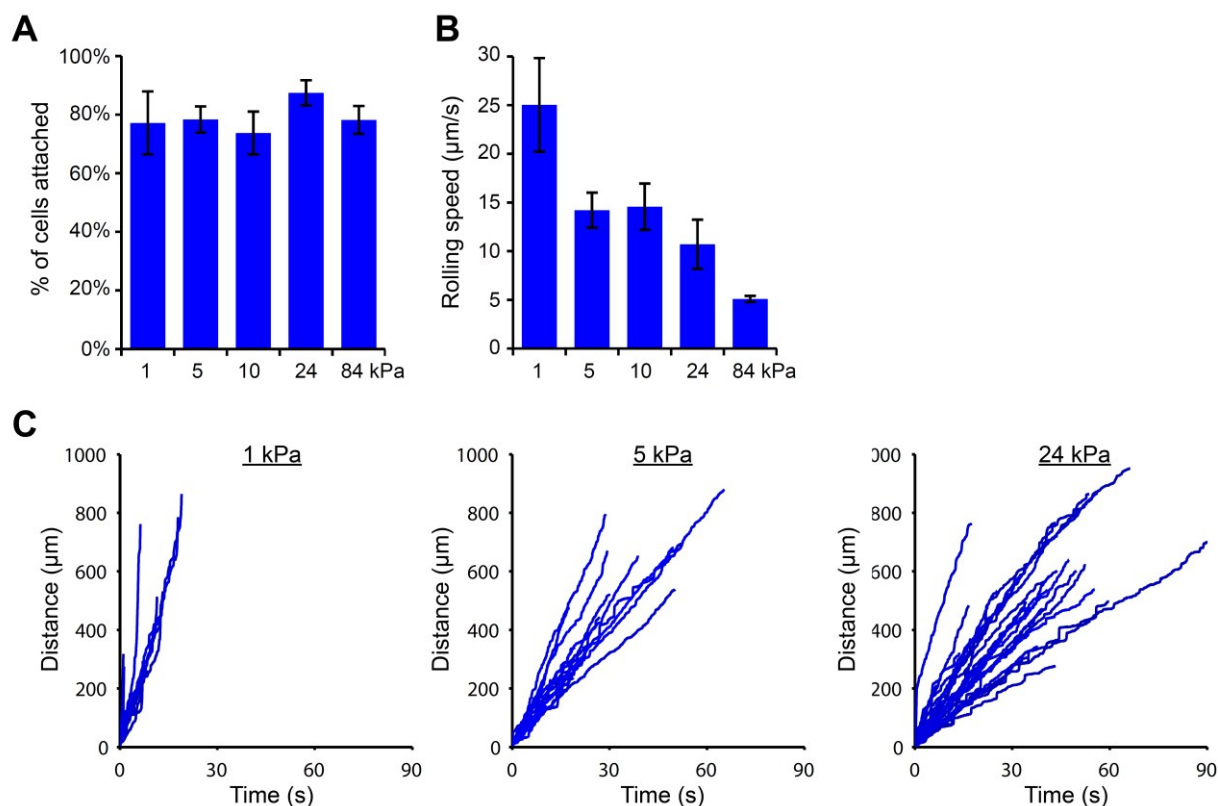 A
100%
80%
60%
40%
20%
0%
% of cells attached
1 5 10 24 84 kPa
B
30
25
20
15
10
5
0
Rolling speed (µm/s)
1 5 10 24 84 kPa
C
1 kPa
1000
800
600
400
200
0
Distance (µm)
0 30 60 90
Time (s)
5 kPa
1000
800
600
400
200
0
Distance (µm)
0 30 60 90
Time (s)
24 kPa
000
800
600
400
200
0
Distance (µm)
0 30 60 90
Time (s)